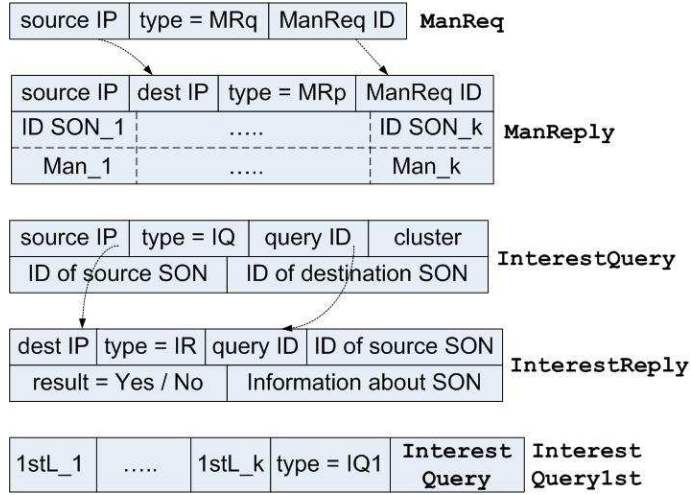 source IP type = MRq ManReq ID ManReq
source IP dest IP type = MRp ManReq ID
ID SON_1 ..... ID SON_k ManReply
Man_1 ..... Man_k
source IP type = IQ query ID cluster
InterestQuery
ID of source SON ID of destination SON
dest IP type = IR query ID ID of source SON
InterestReply
result = Yes / No Information about SON
1stL_1 ..... 1stL_k type = IQ1 Interest Query Interest Query1st